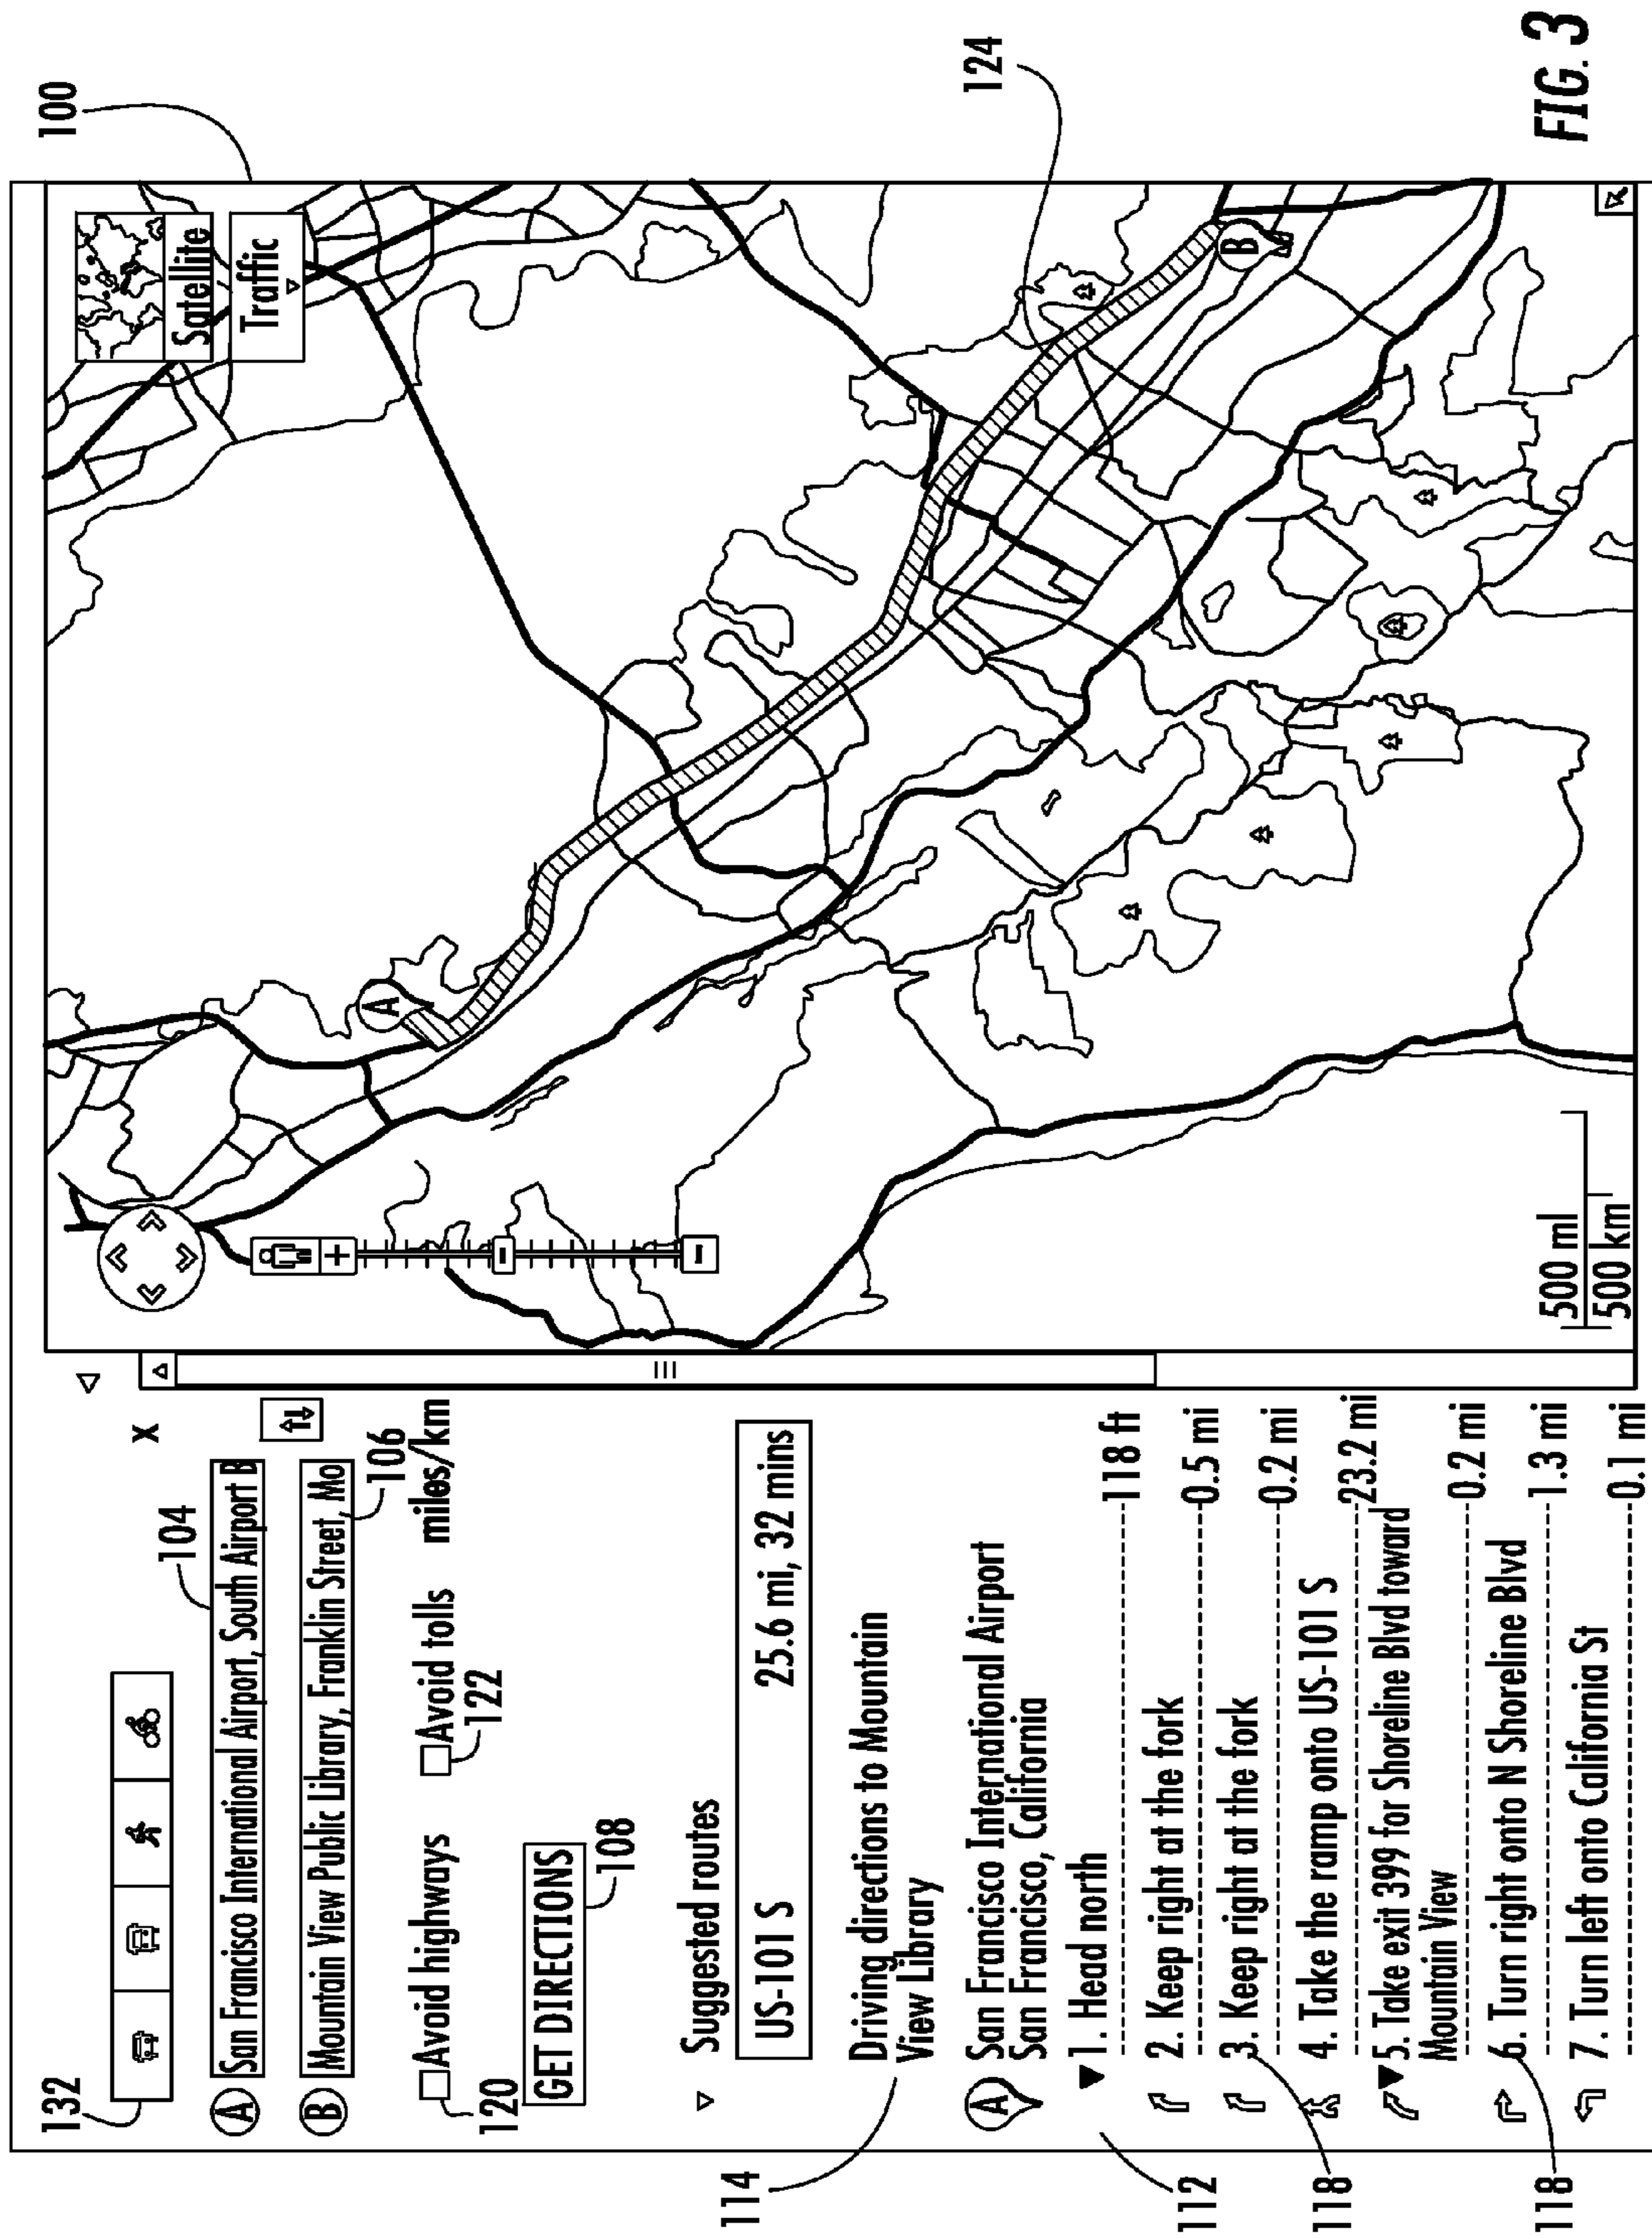 132
104
A San Francisco International Airport, South Airport B
B Mountain View Public Library, Franklin Street, Mo
X
106
Avoid highways
Avoid tolls
miles/km
120
122
GET DIRECTIONS
108
Suggested routes
US-101 S 25.6 mi, 32 mins
114
Driving directions to Mountain
View Library
A San Francisco International Airport
San Francisco, California
112
1. Head north
118 ft
2. Keep right at the fork
0.5 mi
3. Keep right at the fork
0.2 mi
118
4. Take the ramp onto US-101 S
23.2 mi
5. Take exit 399 for Shoreline Blvd toward
Mountain View
0.2 mi
6. Turn right onto N Shoreline Blvd
1.3 mi
118
7. Turn left onto California St
0.1 mi
100
Satellite
Traffic
A
B
124
500 ml
500 km
FIG. 3